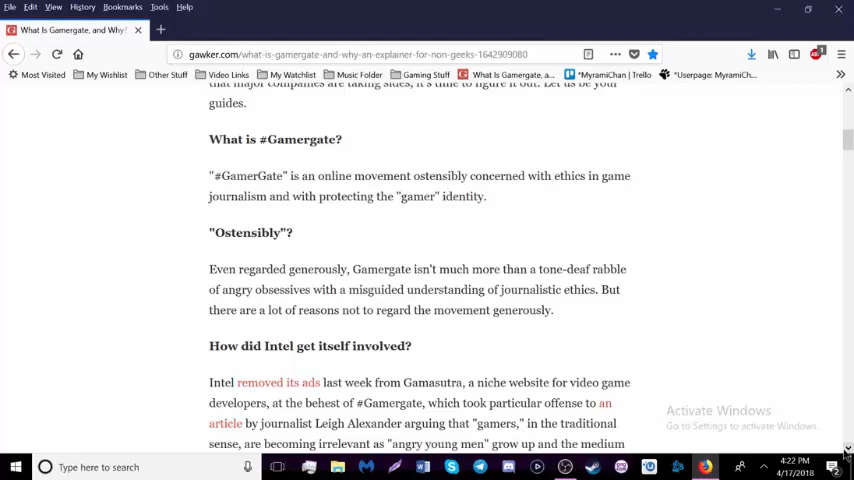 File Edit View History Bookmarks Tools Help
What Is Gamergate, and Why?
gawker.com/what-is-gamergate-and-why-an-explainer-for-non-geeks-1642909080
Most Visited My Wishlist Other Stuff Video Links My Watchlist Music Folder Gaming Stuff What Is Gamergate, a... *MyramiChan | Trello *Userpage: MyramiCh...
that major companies are taking sides, it's time to figure it out. Let us be your
guides.
What is #Gamergate?
"#GamerGate" is an online movement ostensibly concerned with ethics in game
journalism and with protecting the "gamer" identity.
"Ostensibly"?
Even regarded generously, Gamergate isn't much more than a tone-deaf rabble
of angry obsessives with a misguided understanding of journalistic ethics. But
there are a lot of reasons not to regard the movement generously.
How did Intel get itself involved?
Intel removed its ads last week from Gamasutra, a niche website for video game
developers, at the behest of #Gamergate, which took particular offense to an
article by journalist Leigh Alexander arguing that "gamers," in the traditional
sense, are becoming irrelevant as "angry young men" grow up and the medium
Activate Windows
Go to Settings to activate Windows.
Type here to search
4:22 PM
4/17/2018
2